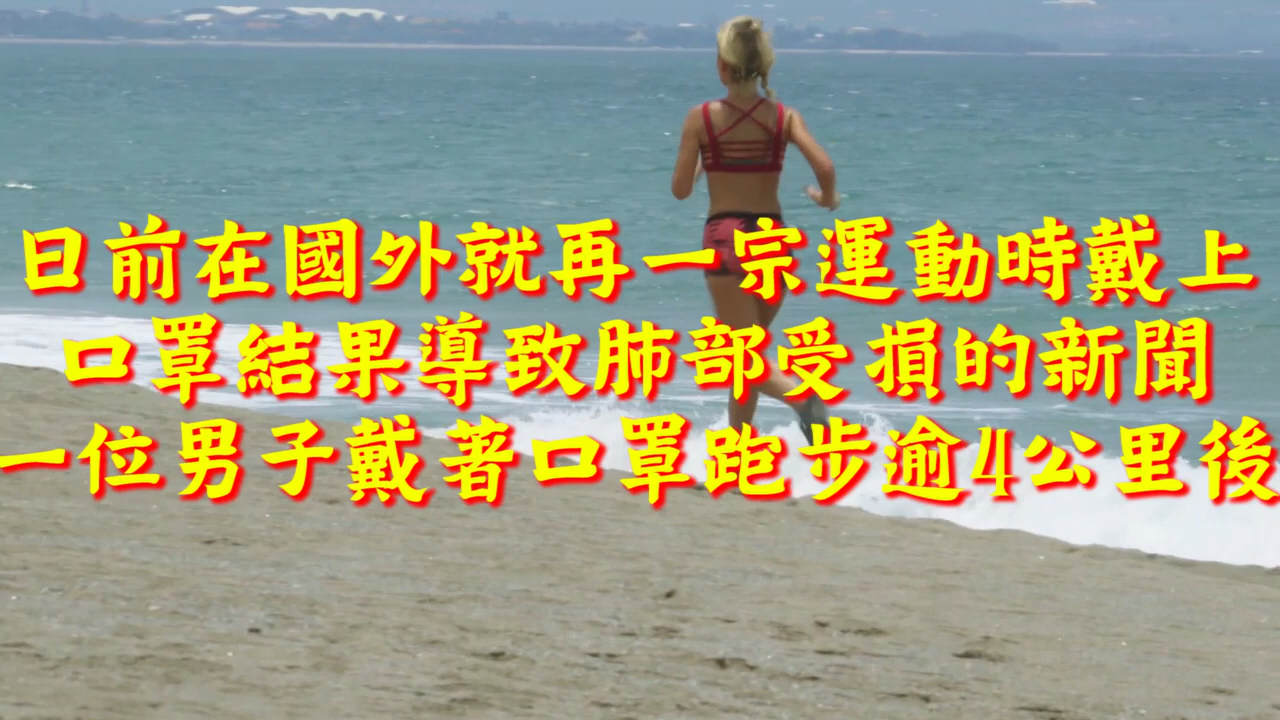 日前在國外就再一宗運動時戴上
口罩結果導致肺部受損的新聞
一位男子戴著口罩跑步逾4公里後